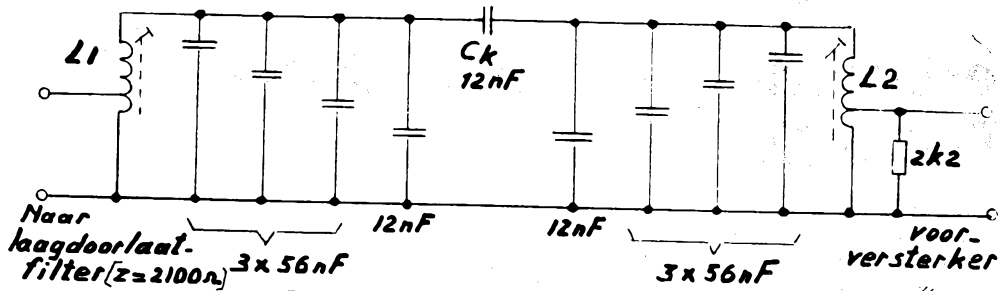 L1
Ck
12nF
L2
2k2
Naar
laagdoorlaat-
filter [Z=2100Ω]
3 x 56nF
12nF
12nF
3 x 56nF
voor-
versterker